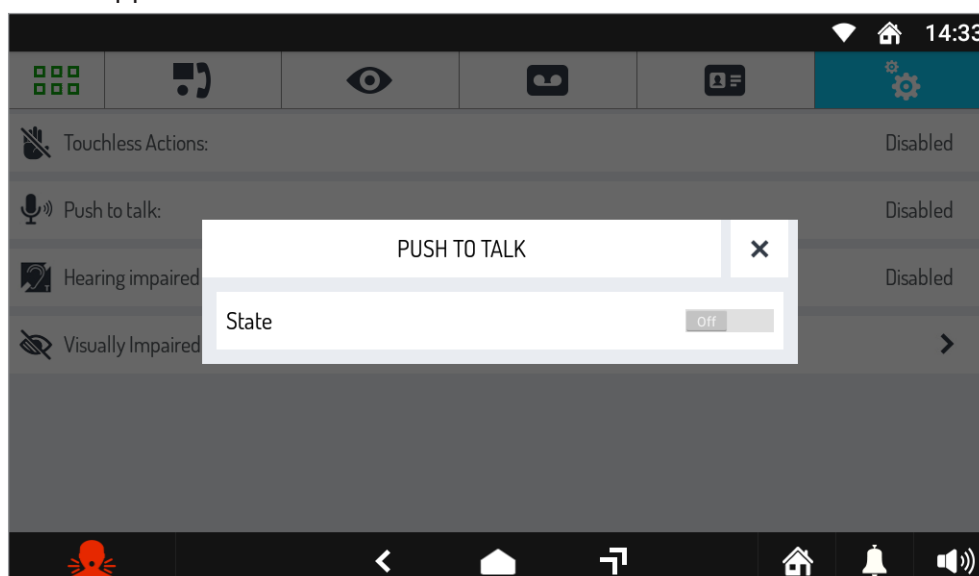 14:33
Touchless Actions: Disabled
Push to talk: Disabled
PUSH TO TALK
Hearing impaired Disabled
State Off
Visually Impaired